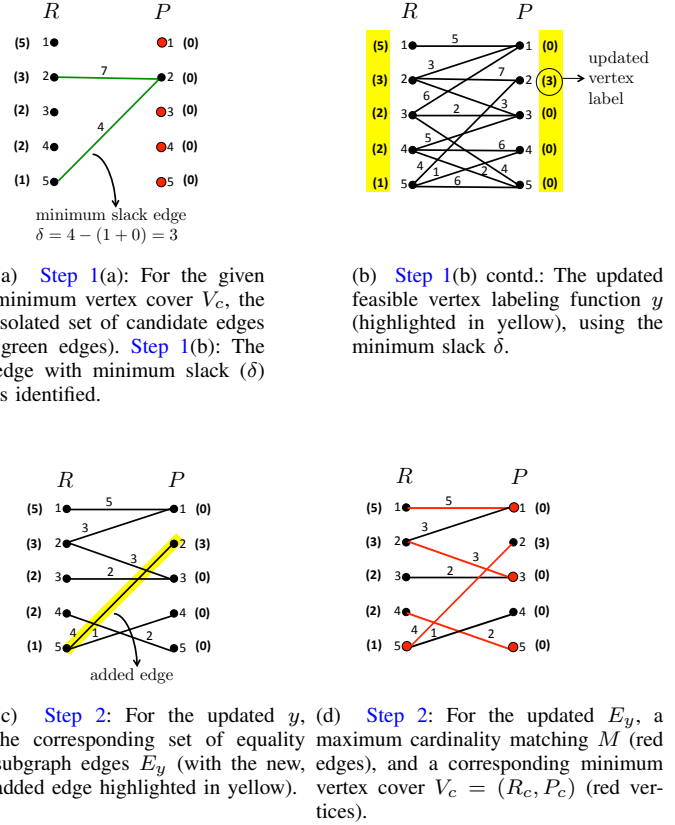 R P
(5) 1 1 (0)
(3) 2 7 2 (0)
(2) 3 3 (0)
4
(2) 4 4 (0)
(1) 5 5 (0)
minimum slack edge
δ = 4 − (1 + 0) = 3
R P
(5) 1 5 1 (0)
3
(3) 2 7 2 (3)
6
(2) 3 2 3 3 (0)
5
(2) 4 6 4 (0)
4 1 2 4
(1) 5 6 5 (0)
updated
vertex
label
a) Step 1(a): For the given
minimum vertex cover Vc, the
solated set of candidate edges
green edges). Step 1(b): The
edge with minimum slack (δ)
s identified.
(b) Step 1(b) contd.: The updated
feasible vertex labeling function y
(highlighted in yellow), using the
minimum slack δ.
R P
(5) 1 5 1 (0)
3
(3) 2 2 (3)
3
(2) 3 2 3 (0)
(2) 4 4 (0)
4 1 2
(1) 5 5 (0)
added edge
R P
(5) 1 5 1 (0)
3
(3) 2 2 (3)
3
(2) 3 2 3 (0)
(2) 4 4 (0)
4 1 2
(1) 5 5 (0)
c) Step 2: For the updated y,
he corresponding set of equality
subgraph edges Ey (with the new,
added edge highlighted in yellow).
(d) Step 2: For the updated Ey, a
maximum cardinality matching M (red
edges), and a corresponding minimum
vertex cover Vc = (Rc, Pc) (red ver-
tices).